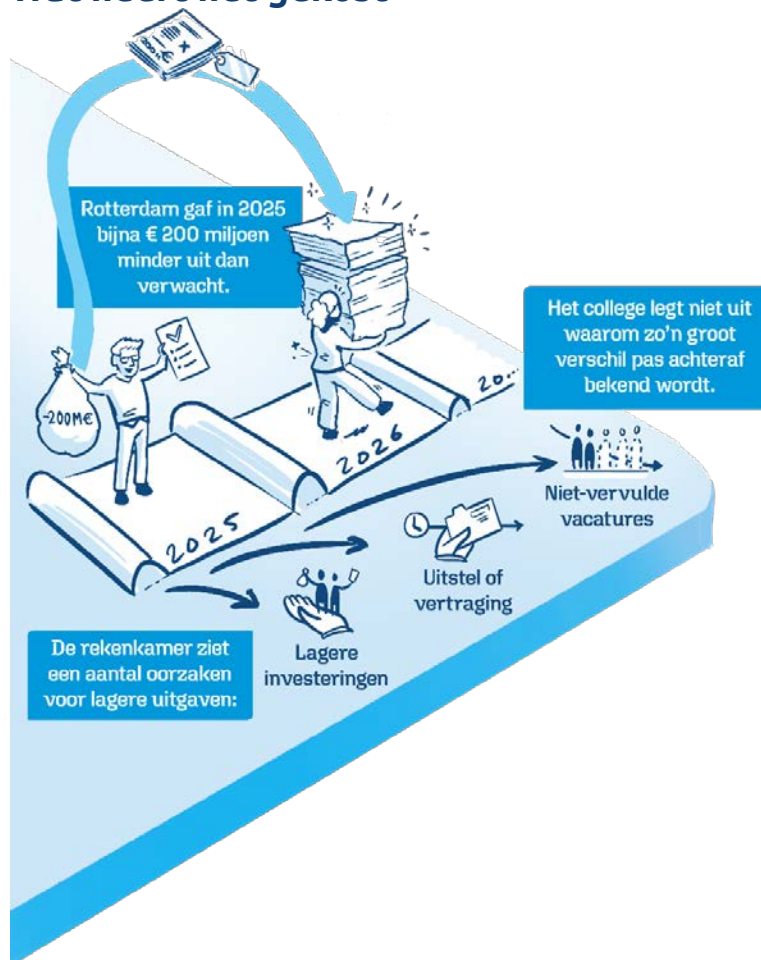 Rotterdam gaf in 2025
bijna € 200 miljoen
minder uit dan
verwacht.
Het college legt niet uit
waarom zo'n groot
verschil pas achteraf
bekend wordt.
-200M€
200 M €
x
2025
2026
20..
Niet-vervulde
vacatures
Uitstel of
vertraging
Lagere
investeringen
De rekenkamer ziet
een aantal oorzaken
voor lagere uitgaven: